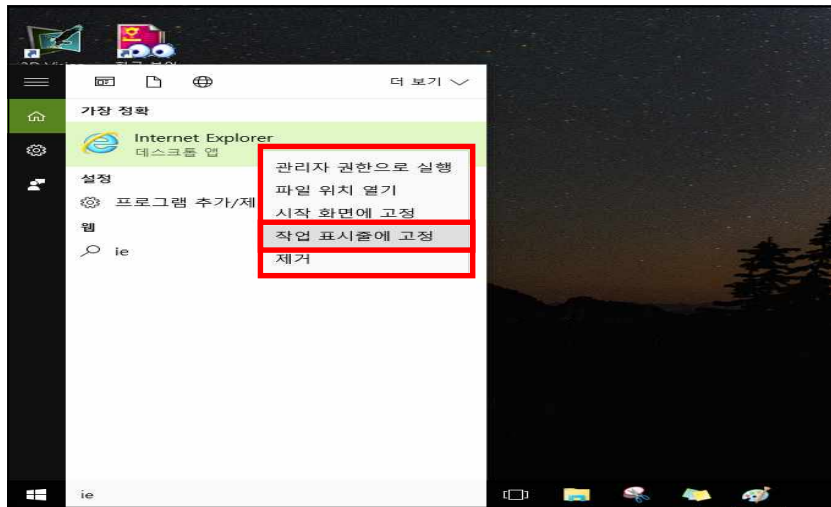 더 보기
가장 정확
Internet Explorer
데스크톱 앱
관리자 권한으로 실행
파일 위치 열기
시작 화면에 고정
작업 표시줄에 고정
제거
설정
프로그램 추가/제
웹
ie
ie